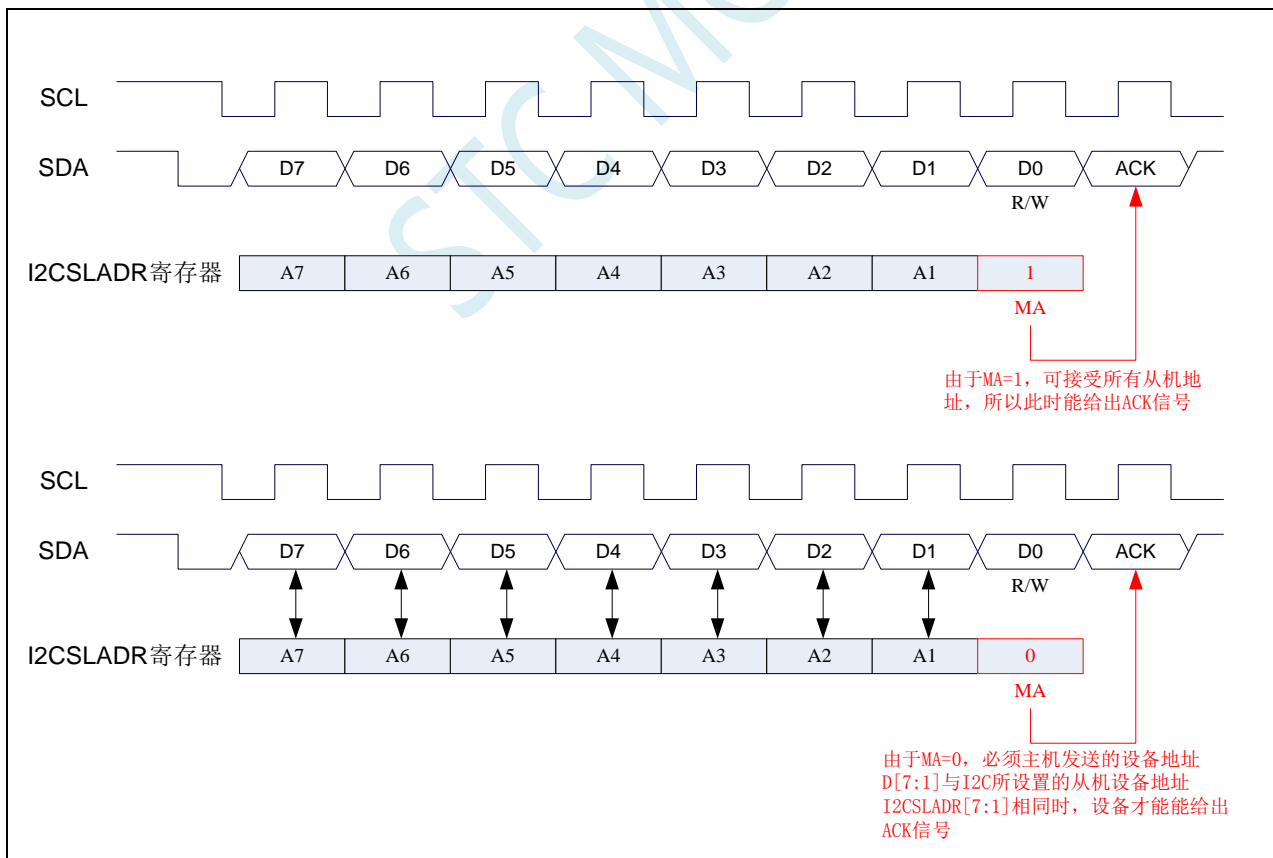 STC MC
SCL
SDA D7 D6 D5 D4 D3 D2 D1 D0 ACK
R/W
I2CSLADR寄存器 A7 A6 A5 A4 A3 A2 A1 1
MA
由于MA=1，可接受所有从机地
址，所以此时能给出ACK信号
SCL
SDA D7 D6 D5 D4 D3 D2 D1 D0 ACK
R/W
I2CSLADR寄存器 A7 A6 A5 A4 A3 A2 A1 0
MA
由于MA=0，必须主机发送的设备地址
D[7:1]与I2C所设置的从机设备地址
I2CSLADR[7:1]相同时，设备才能能给出
ACK信号